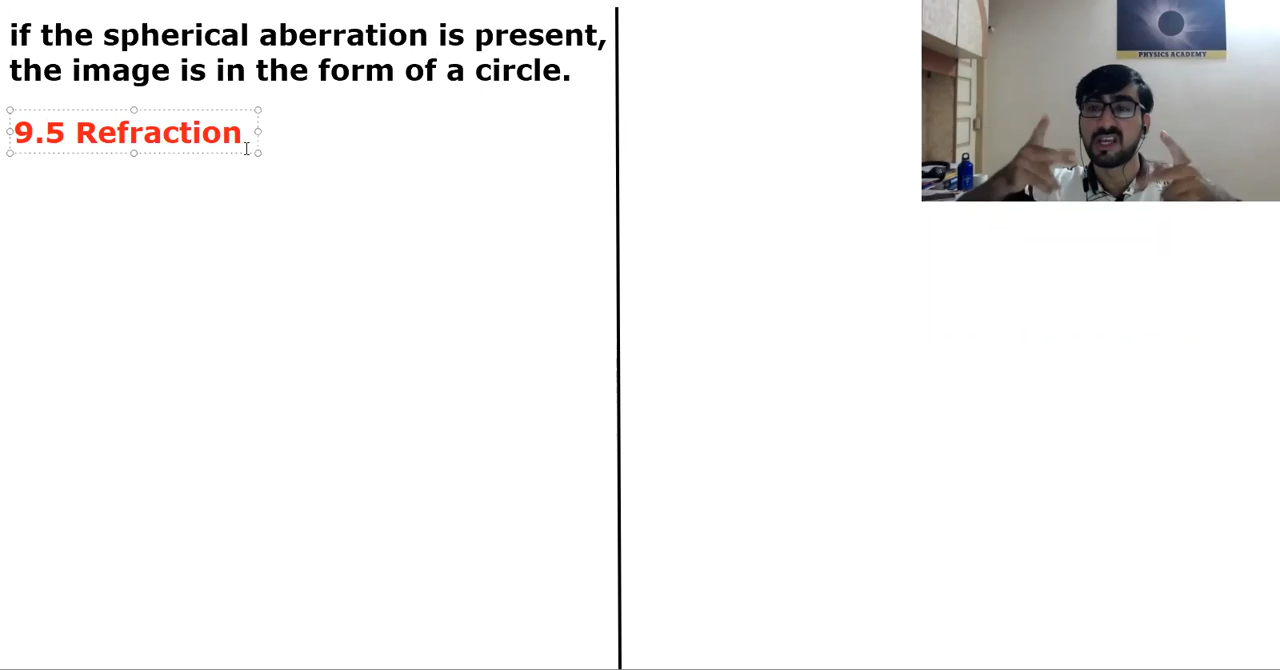 if the spherical aberration is present,
the image is in the form of a circle.
9.5 Refraction
PHYSICS ACADEMY